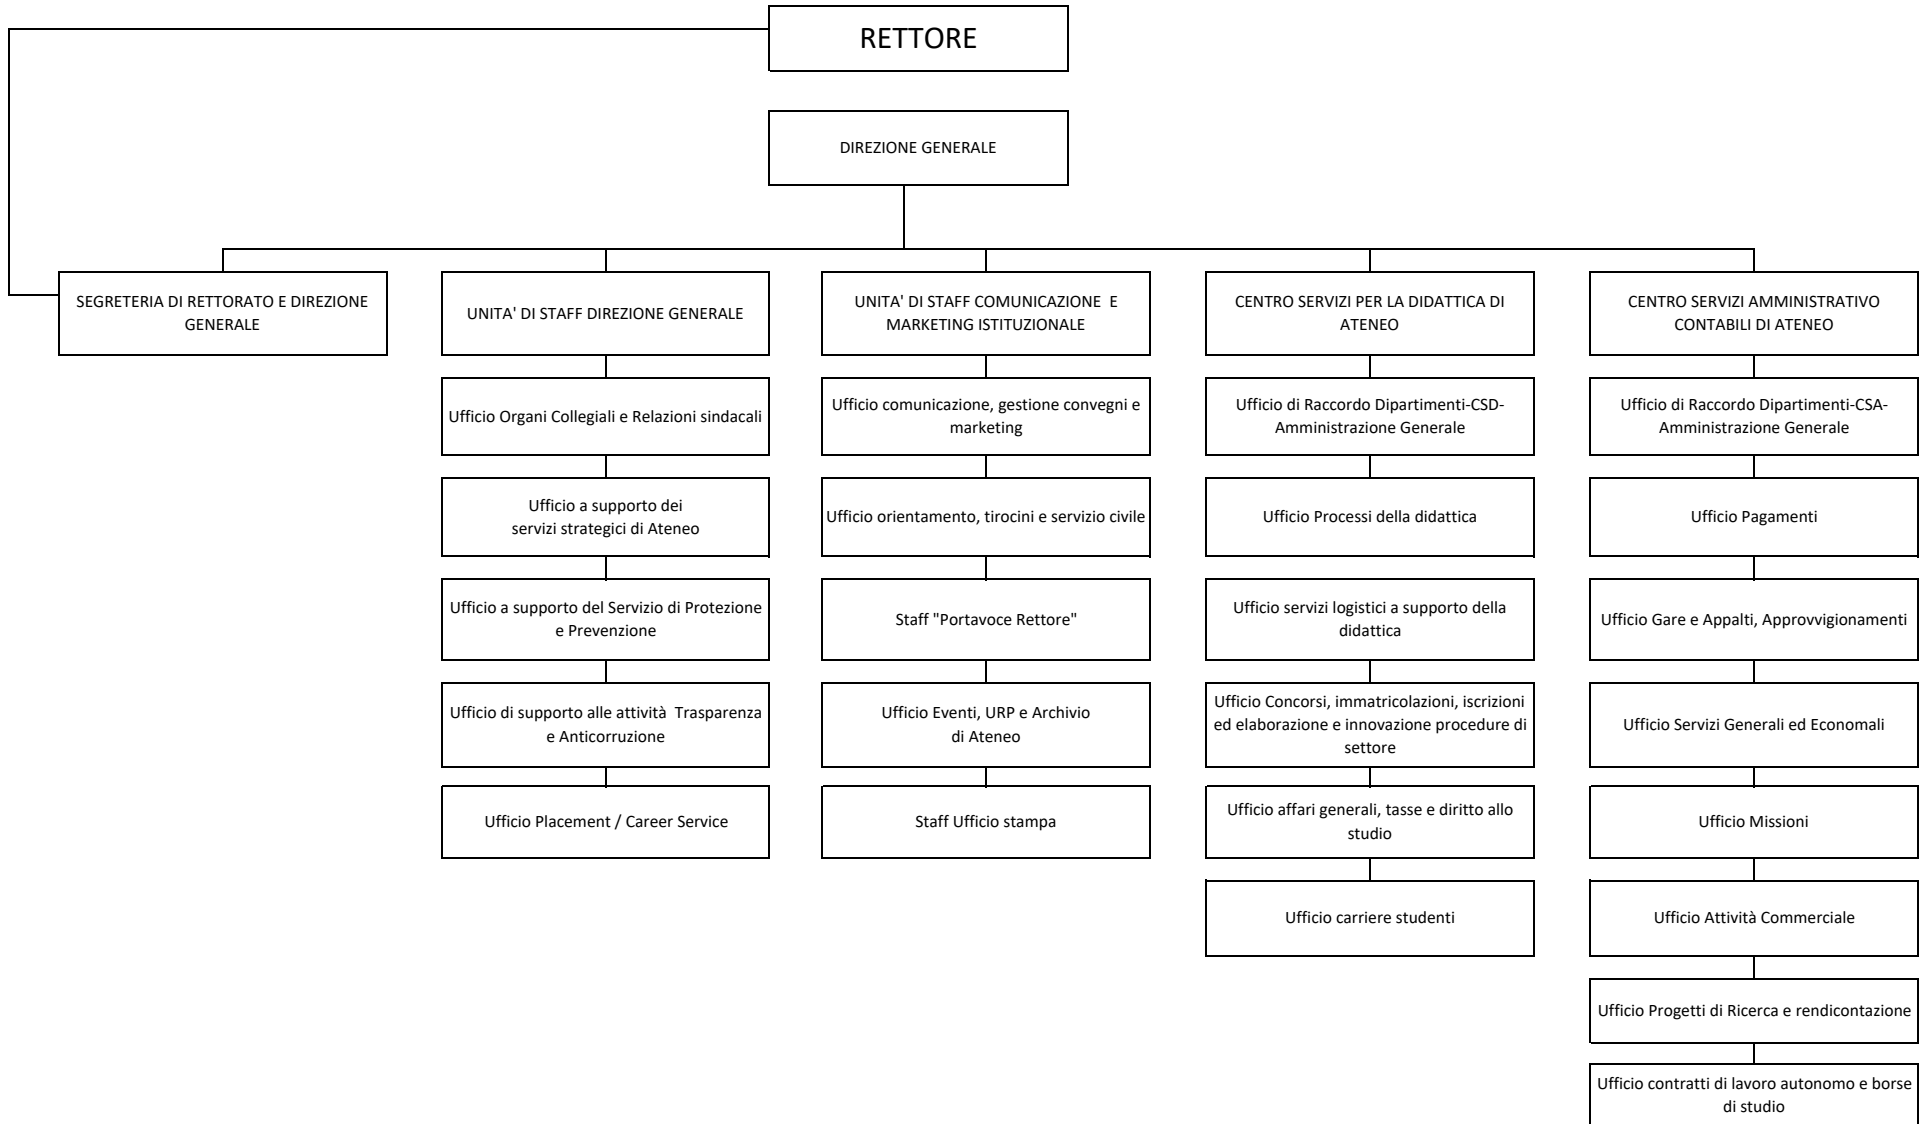 RETTORE
DIREZIONE GENERALE
SEGRETERIA DI RETTORATO E DIREZIONE
GENERALE
UNITA' DI STAFF DIREZIONE GENERALE
UNITA' DI STAFF COMUNICAZIONE E
MARKETING ISTITUZIONALE
CENTRO SERVIZI PER LA DIDATTICA DI
ATENEO
CENTRO SERVIZI AMMINISTRATIVO
CONTABILI DI ATENEO
Ufficio Organi Collegiali e Relazioni sindacali
Ufficio comunicazione, gestione convegni e
marketing
Ufficio di Raccordo Dipartimenti-CSD-
Amministrazione Generale
Ufficio di Raccordo Dipartimenti-CSA-
Amministrazione Generale
Ufficio a supporto dei
servizi strategici di Ateneo
Ufficio orientamento, tirocini e servizio civile
Ufficio Processi della didattica
Ufficio Pagamenti
Ufficio a supporto del Servizio di Protezione
e Prevenzione
Staff "Portavoce Rettore"
Ufficio servizi logistici a supporto della
didattica
Ufficio Gare e Appalti, Approvvigionamenti
Ufficio di supporto alle attività Trasparenza
e Anticorruzione
Ufficio Eventi, URP e Archivio
di Ateneo
Ufficio Concorsi, immatricolazioni, iscrizioni
ed elaborazione e innovazione procedure di
settore
Ufficio Servizi Generali ed Economali
Ufficio Placement / Career Service
Staff Ufficio stampa
Ufficio affari generali, tasse e diritto allo
studio
Ufficio Missioni
Ufficio carriere studenti
Ufficio Attività Commerciale
Ufficio Progetti di Ricerca e rendicontazione
Ufficio contratti di lavoro autonomo e borse
di studio